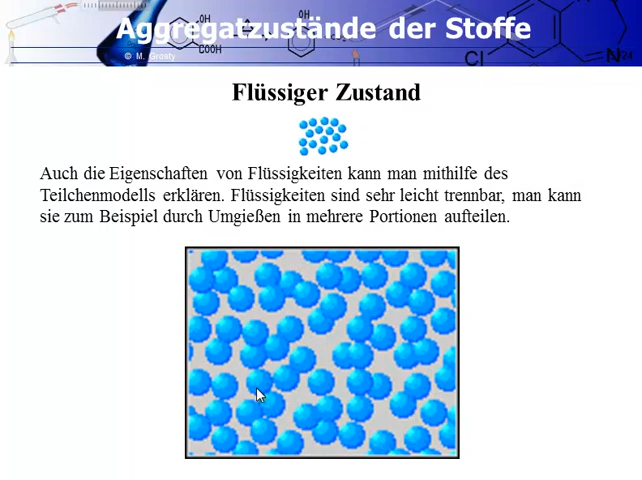 Aggregatzustände der Stoffe
OH
COOH
OH
Cl
N
© M. Grosty
Flüssiger Zustand
Auch die Eigenschaften von Flüssigkeiten kann man mithilfe des
Teilchenmodells erklären. Flüssigkeiten sind sehr leicht trennbar, man kann
sie zum Beispiel durch Umgießen in mehrere Portionen aufteilen.